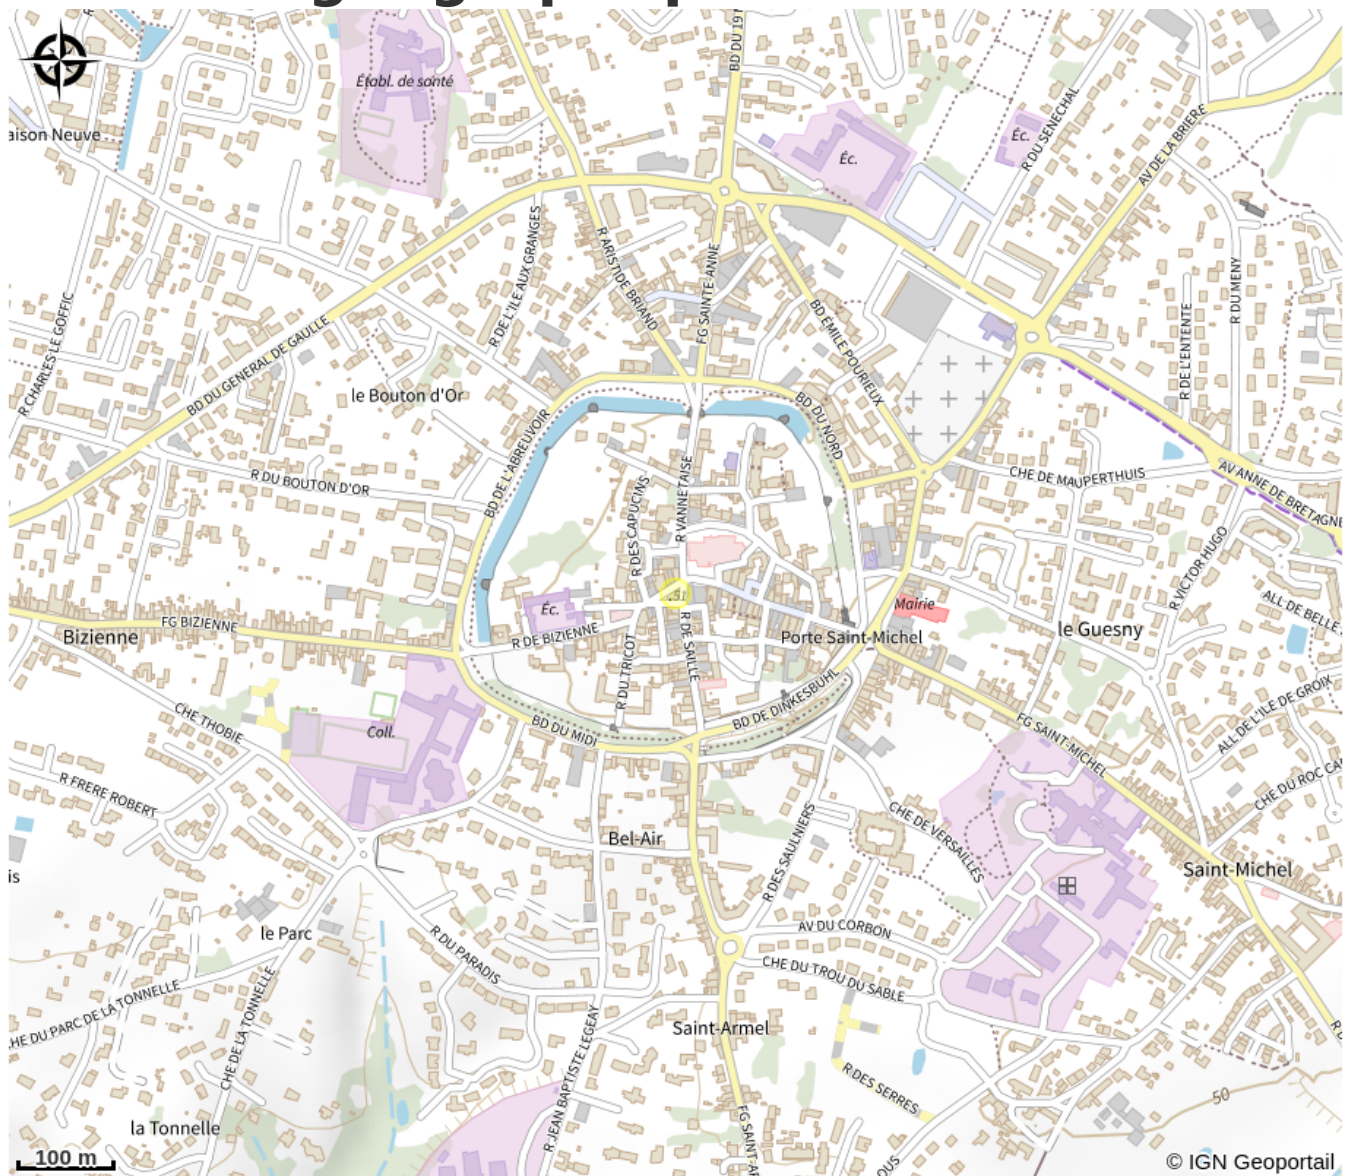 BD DU 19
Établ. de santé
aison Neuve
Éc.
Éc.
R DU SENECHAL
AV DE LA BRIERE
R DE L'ILE AUX GRANGES
R ARISTIDE BRIAND
FG SAINTE-ANNE
BD EMILE POURIEUX
R DU MENY
R DE L'ENTENTE
R CHARLES LE GOFFIC
BD DU GENERAL DE GAULLE
le Bouton d'Or
BD DU NORD
BD DE L'ABREUVOIR
R DU BOUTON D'OR
CHE DE MAUPERTHUIS
AV ANNE DE BRETAGNE
R VANNETAISE
R DES CAPUCINS
R VICTOR HUGO
51
Éc.
Mairie
ALL DE BELLE
FG BIZIENNE
Bizienne
R DE BIZIENNE
Porte Saint-Michel
le Guesny
R DU TRICOT
R DE SAILLE
BD DE DINKESBUHL
CHE THOBIE
Coll.
BD DU MIDI
FG SAINT-MICHEL
ALL DE L'ILE DE GROIX
R FRERE ROBERT
CHE DU ROC CA
Bel-Air
R DES SAULNIERS
CHE DE VERSAILLES
is
Saint-Michel
le Parc
R DU PARADIS
AV DU CORBON
CHE DU TROU DU SABLE
HE DU PARC DE LA TONNELLE
CHE DE LA TONNELLE
Saint-Armel
R JEAN BAPTISTE LEGEAY
R DES SERRES
50
la Tonnelle
FG SAINT-AR
OUS
100 m
© IGN Geoportail